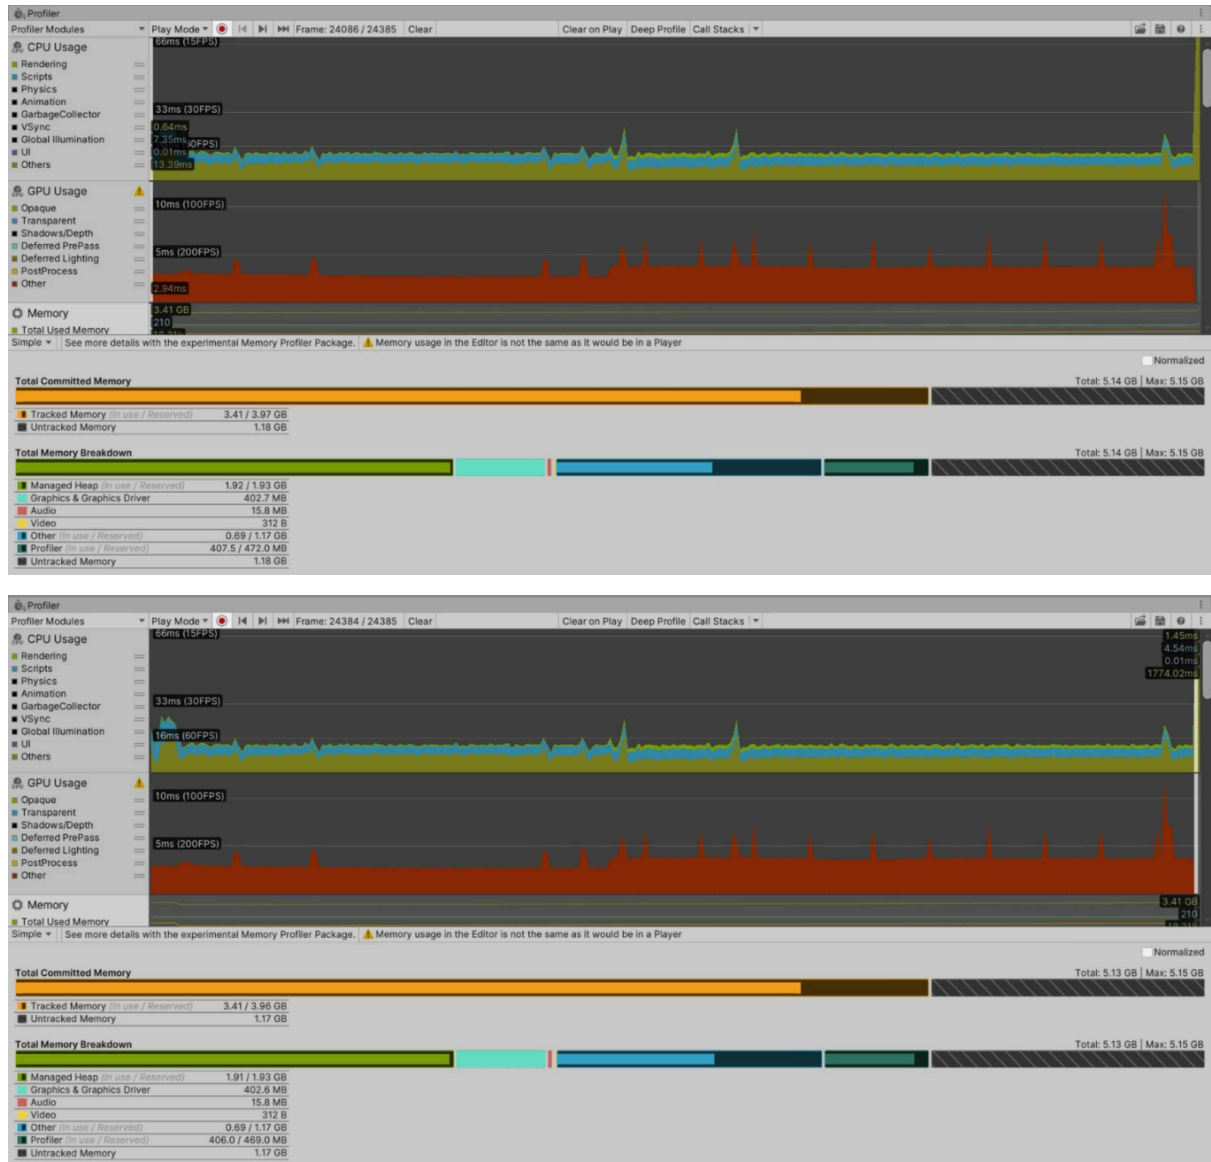 Profiler
Profiler Modules Play Mode Frame: 24086 / 24385 Clear Clear on Play Deep Profile Call Stacks
CPU Usage
66ms (15FPS)
Rendering
Scripts
Physics
Animation
33ms (30FPS)
GarbageCollector
VSync
0.64ms
Global Illumination
7.35ms
60FPS)
UI
0.01ms
Others
13.39ms
GPU Usage
Opaque
10ms (100FPS)
Transparent
Shadows/Depth
Deferred PrePass
5ms (200FPS)
Deferred Lighting
PostProcess
Other
2.94ms
Memory
3.41 GB
210
Total Used Memory
Simple See more details with the experimental Memory Profiler Package. Memory usage in the Editor is not the same as it would be in a Player
Normalized
Total Committed Memory Total: 5.14 GB | Max: 5.15 GB
Tracked Memory (In use / Reserved) 3.41 / 3.97 GB
Untracked Memory 1.18 GB
Total Memory Breakdown Total: 5.14 GB | Max: 5.15 GB
Managed Heap (In use / Reserved) 1.92 / 1.93 GB
Graphics & Graphics Driver 402.7 MB
Audio 15.8 MB
Video 312 B
Other (In use / Reserved) 0.69 / 1.17 GB
Profiler (In use / Reserved) 407.5 / 472.0 MB
Untracked Memory 1.18 GB
Profiler
Profiler Modules Play Mode Frame: 24384 / 24385 Clear Clear on Play Deep Profile Call Stacks
CPU Usage
66ms (15FPS)
1.45ms
4.54ms
Rendering
0.01ms
Scripts
1774.02ms
Physics
Animation
33ms (30FPS)
GarbageCollector
VSync
Global Illumination
16ms (60FPS)
UI
Others
GPU Usage
Opaque
10ms (100FPS)
Transparent
Shadows/Depth
Deferred PrePass
5ms (200FPS)
Deferred Lighting
PostProcess
Other
Memory
3.41 GB
210
Total Used Memory
Simple See more details with the experimental Memory Profiler Package. Memory usage in the Editor is not the same as it would be in a Player
Normalized
Total Committed Memory Total: 5.13 GB | Max: 5.15 GB
Tracked Memory (In use / Reserved) 3.41 / 3.96 GB
Untracked Memory 1.17 GB
Total Memory Breakdown Total: 5.13 GB | Max: 5.15 GB
Managed Heap (In use / Reserved) 1.91 / 1.93 GB
Graphics & Graphics Driver 402.6 MB
Audio 15.8 MB
Video 312 B
Other (In use / Reserved) 0.69 / 1.17 GB
Profiler (In use / Reserved) 406.0 / 469.0 MB
Untracked Memory 1.17 GB